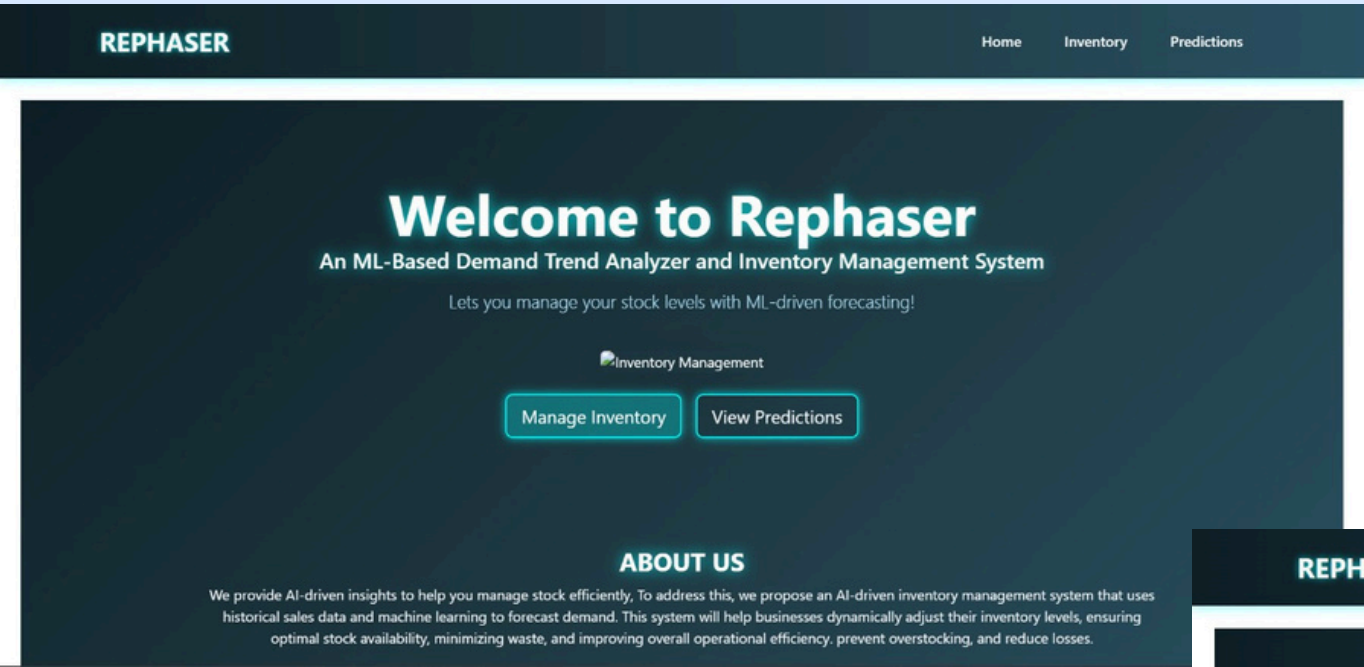 REPHASER
Home Inventory Predictions
Welcome to Rephaser
An ML-Based Demand Trend Analyzer and Inventory Management System
Lets you manage your stock levels with ML-driven forecasting!
Inventory Management
Manage Inventory View Predictions
ABOUT US
We provide AI-driven insights to help you manage stock efficiently, To address this, we propose an AI-driven inventory management system that uses
historical sales data and machine learning to forecast demand. This system will help businesses dynamically adjust their inventory levels, ensuring
optimal stock availability, minimizing waste, and improving overall operational efficiency. prevent overstocking, and reduce losses.
REPH